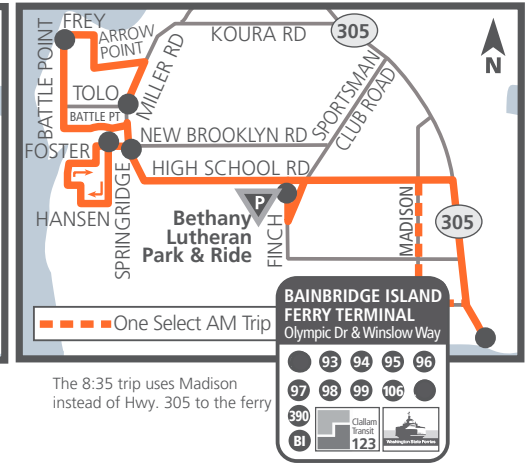 FREY
ARROW
POINT
BATTLE POINT
MILLER RD
KOURA RD
305
N
TOLO
BATTLE PT
SPORTSMAN
CLUB ROAD
NEW BROOKLYN RD
FOSTER
HIGH SCHOOL RD
HANSEN
SPRINGRIDGE
P
Bethany
Lutheran
Park & Ride
FINCH
MADISON
305
One Select AM Trip
BAINBRIDGE ISLAND
FERRY TERMINAL
Olympic Dr & Winslow Way
93 94 95 96
97 98 99 106
390
BI
Clallam
Transit
123
Washington State Ferries
The 8:35 trip uses Madison
instead of Hwy. 305 to the ferry